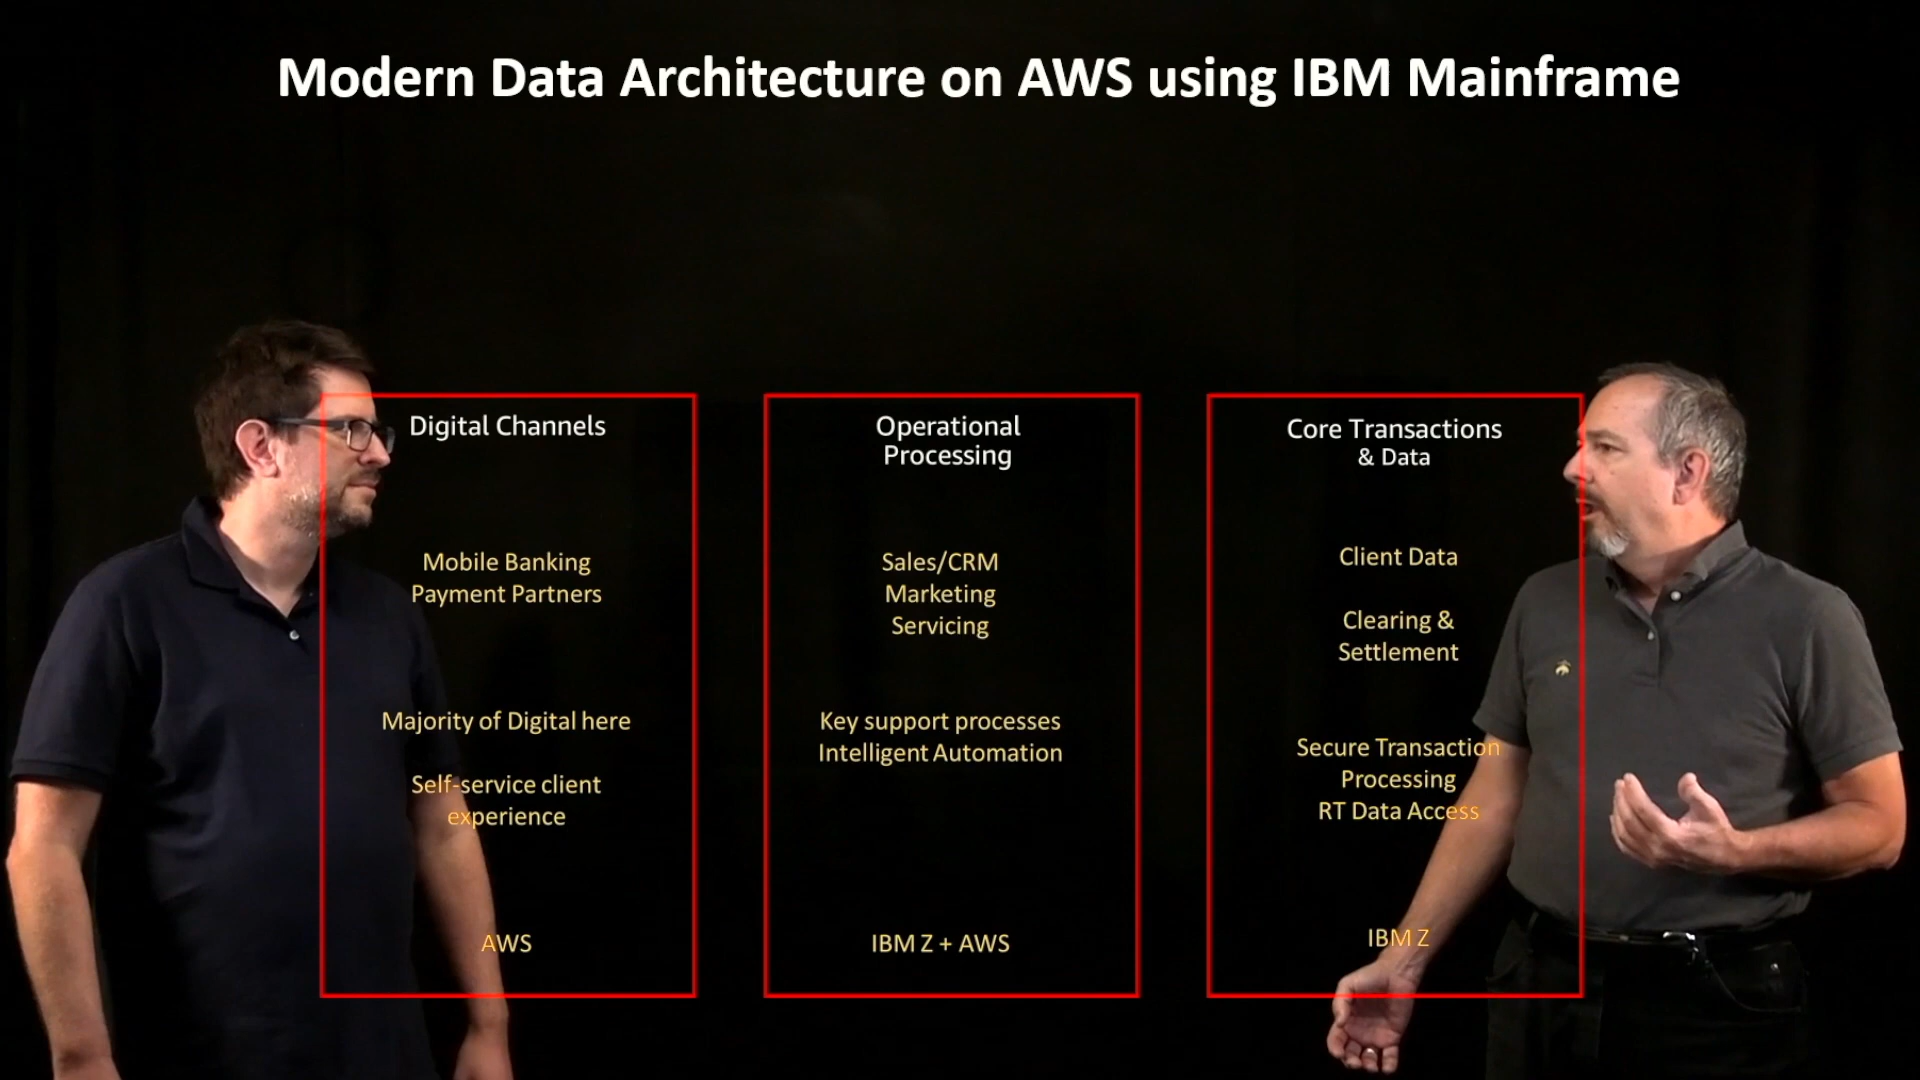 Modern Data Architecture on AWS using IBM Mainframe
Digital Channels
Mobile Banking
Payment Partners
Majority of Digital here
Self-service client
experience
AWS
Operational
Processing
Sales/CRM
Marketing
Servicing
Key support processes
Intelligent Automation
IBM Z + AWS
Core Transactions
& Data
Client Data
Clearing &
Settlement
Secure Transaction
Processing
RT Data Access
IBM Z